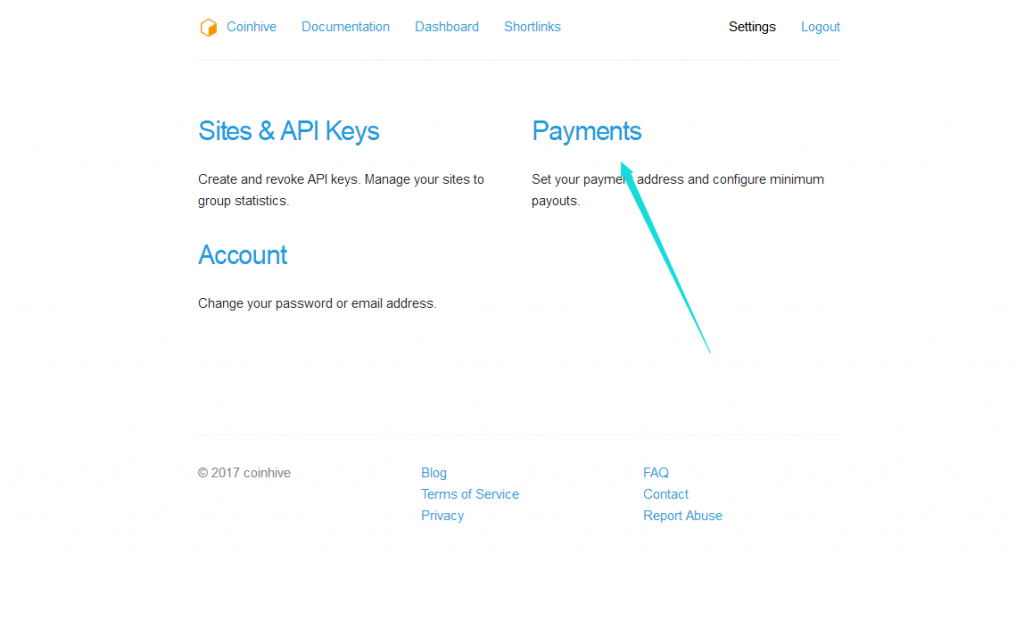 Coinhive Documentation Dashboard Shortlinks Settings Logout
Sites & API Keys
Create and revoke API keys. Manage your sites to
group statistics.
Payments
Set your payment address and configure minimum
payouts.
Account
Change your password or email address.
© 2017 coinhive
Blog
Terms of Service
Privacy
FAQ
Contact
Report Abuse